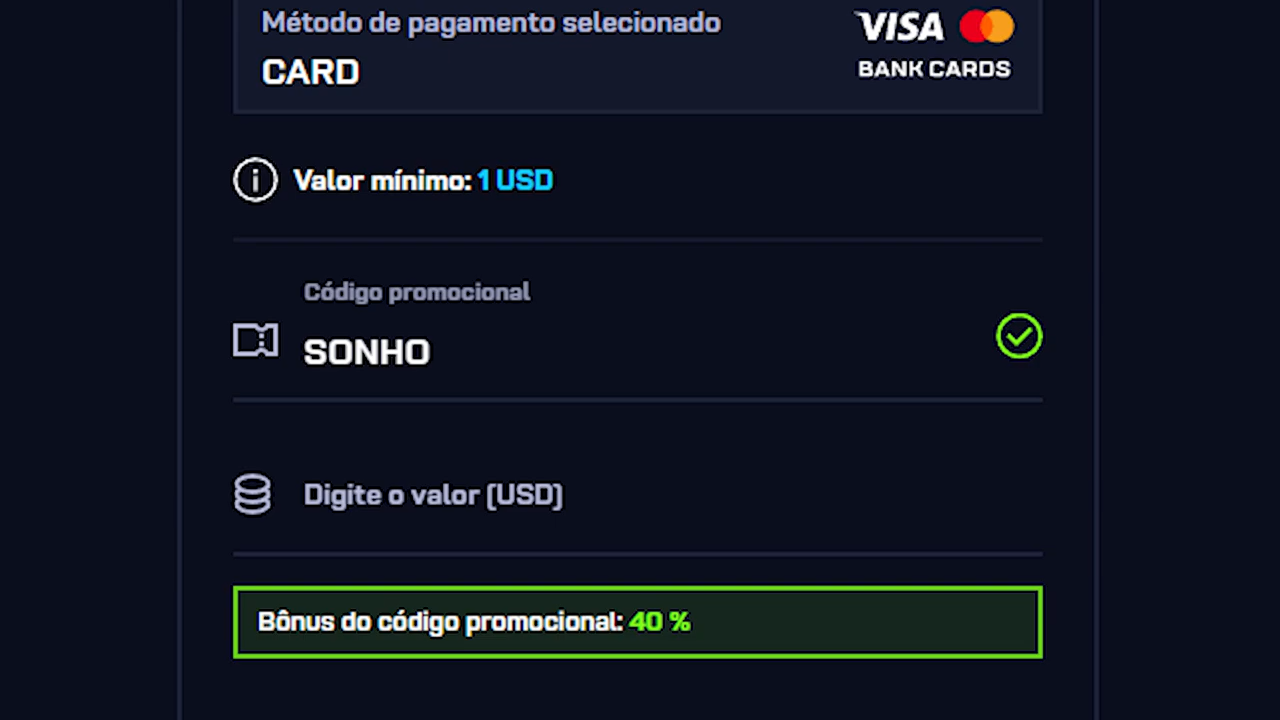 Método de pagamento selecionado
VISA
CARD
BANK CARDS
Valor mínimo: 1 USD
Código promocional
SONHO
Digite o valor (USD)
Bônus do código promocional: 40 %